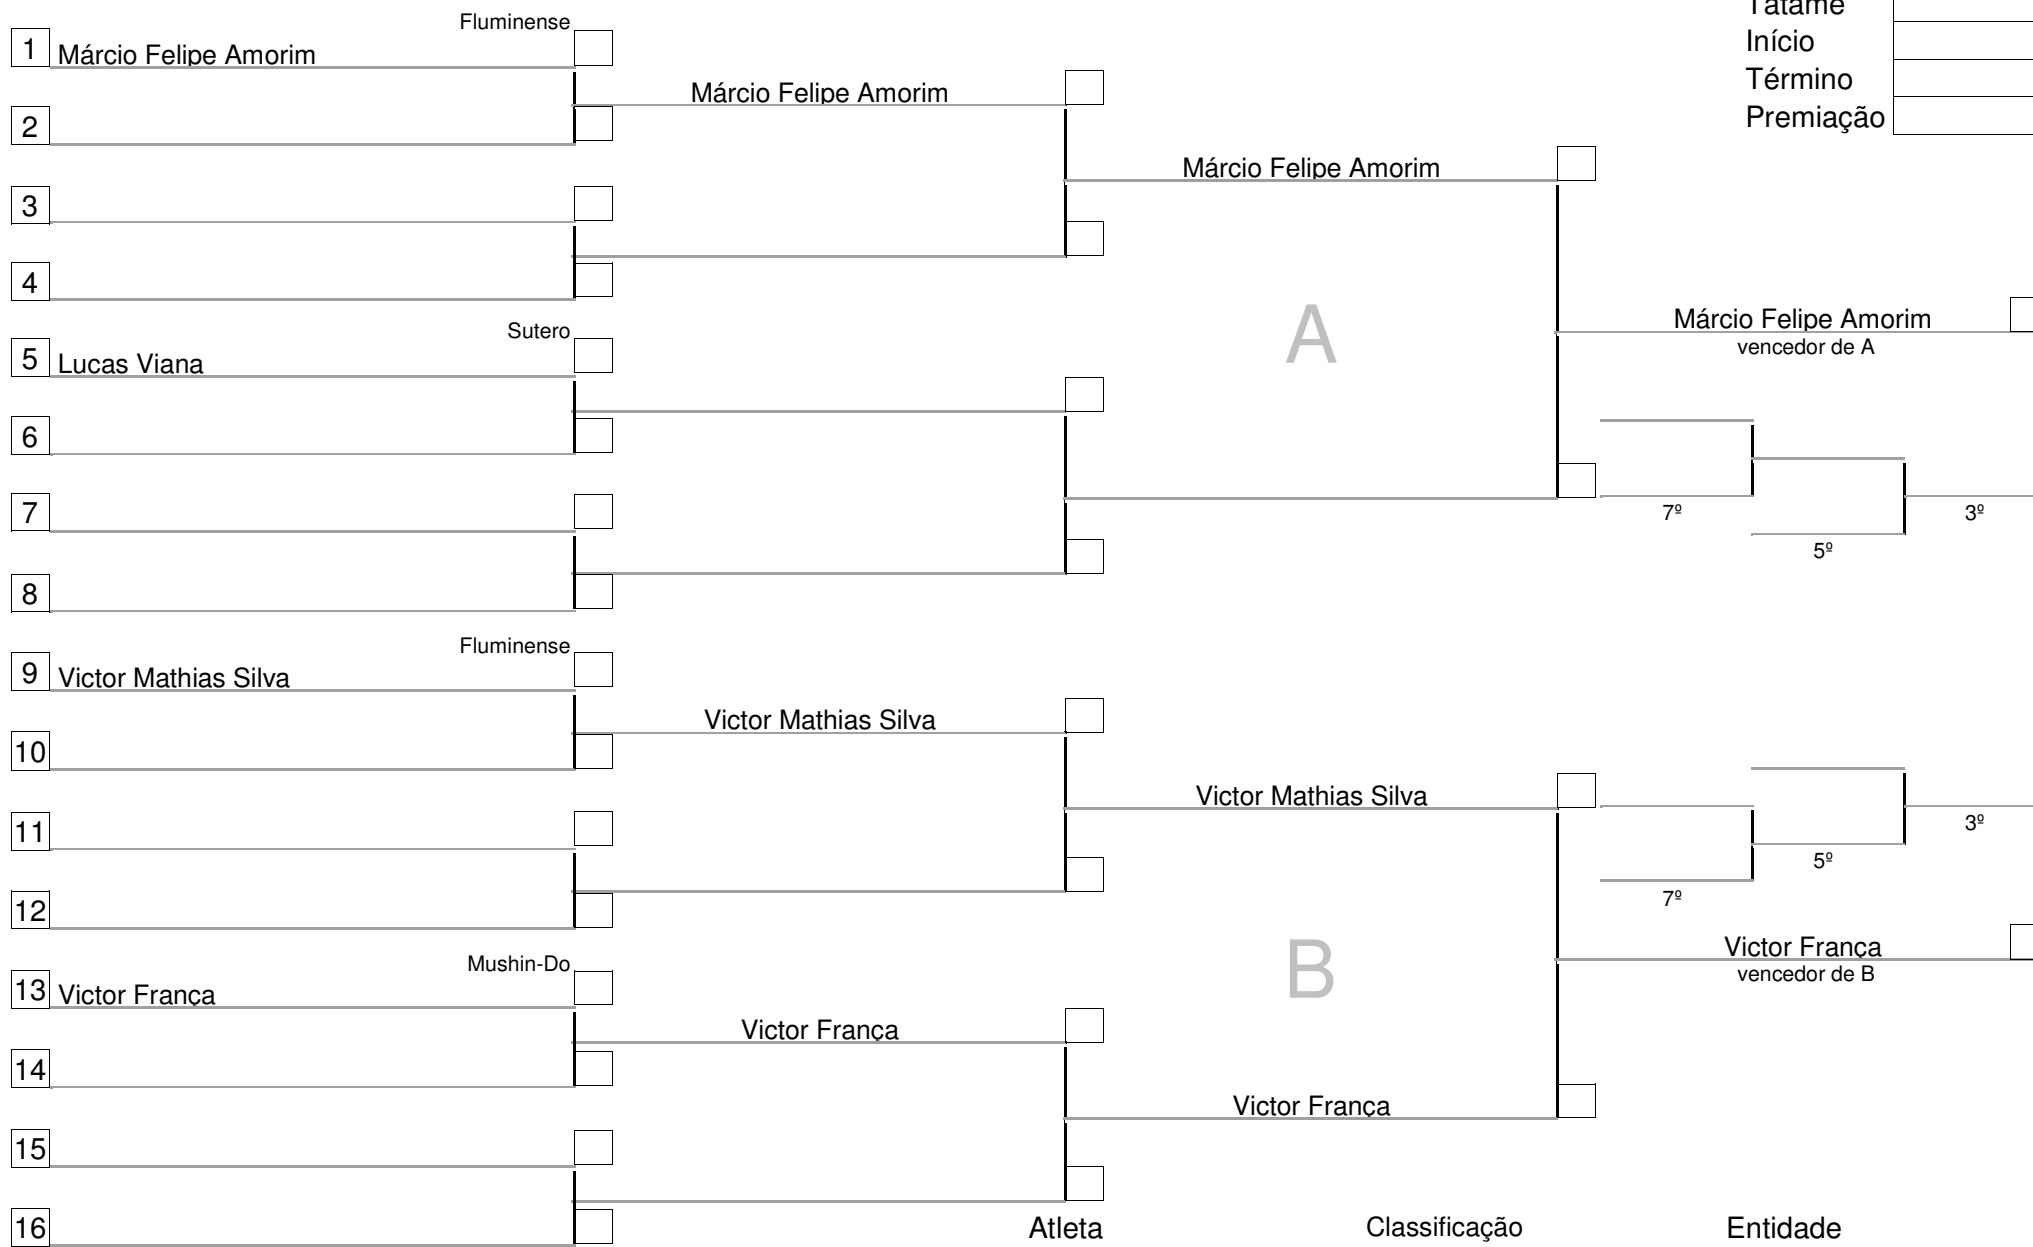 Tatame
Início
Término
Premiação
Fluminense
1 Márcio Felipe Amorim
Márcio Felipe Amorim
2
Márcio Felipe Amorim
3
4
A
Márcio Felipe Amorim
vencedor de A
Sutero
5 Lucas Viana
6
7
7º
3º
5º
8
Fluminense
9 Victor Mathias Silva
Victor Mathias Silva
10
Victor Mathias Silva
11
3º
5º
7º
12
B
Victor França
vencedor de B
Mushin-Do
13 Victor França
Victor França
14
Victor França
15
16
Atleta Classificação Entidade